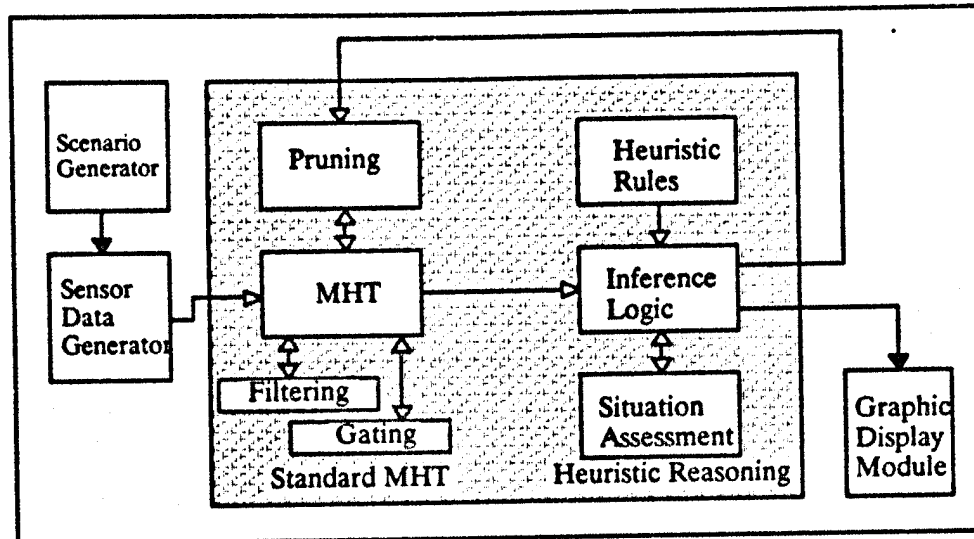 Scenario
Generator
Sensor
Data
Generator
Pruning
MHT
Filtering
Gating
Standard MHT
Heuristic
Rules
Inference
Logic
Situation
Assessment
Heuristic Reasoning
Graphic
Display
Module